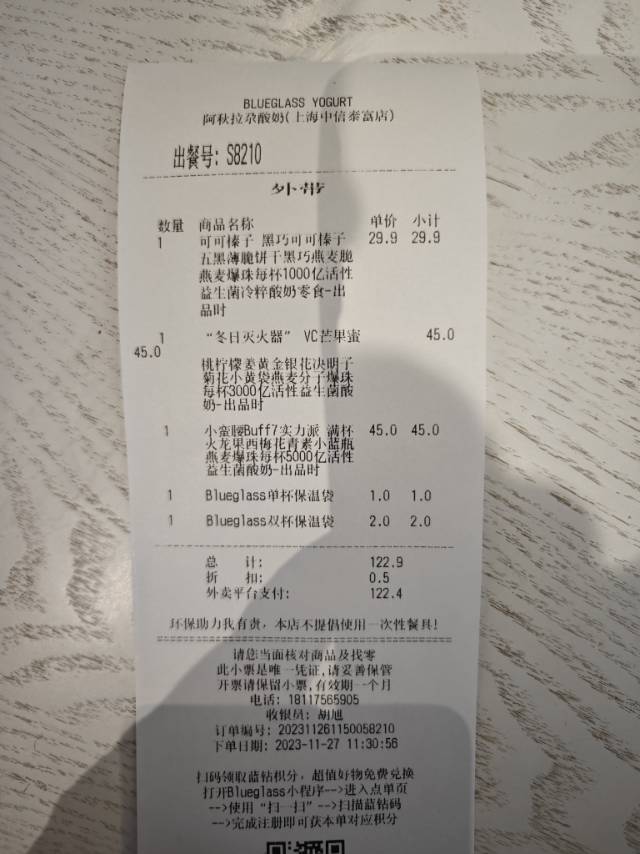 BLUEGLASS YOGURT
阿秋拉尕酸奶(上海中信泰富店)
出餐号: S8210
外带
数量 商品名称 单价 小计
1 可可榛子 黑巧可可榛子 29.9 29.9
五黑薄脆饼干黑巧燕麦脆
燕麦爆珠每杯1000亿活性
益生菌冷粹酸奶零食-出
品时
1 “冬日灭火器” VC芒果蜜 45.0
45.0
桃柠檬姜黄金银花决明子
菊花小黄袋燕麦分子爆珠
每杯3000亿活性益生菌酸
奶-出品时
1 小蛮腰Buff7实力派 满杯 45.0 45.0
火龙果西梅花青素小蓝瓶
燕麦爆珠每杯5000亿活性
益生菌酸奶-出品时
1 Blueglass单杯保温袋 1.0 1.0
1 Blueglass双杯保温袋 2.0 2.0
总 计: 122.9
折 扣: 0.5
外卖平台支付: 122.4
环保助力我有责，本店不提倡使用一次性餐具!
请您当面核对商品及找零
此小票是唯一凭证,请妥善保管
开票请保留小票,有效期一个月
电话: 18117565905
收银员: 胡旭
订单编号: 202311261150058210
下单日期: 2023-11-27 11:30:56
扫码领取蓝钻积分，超值好物免费兑换
打开Blueglass小程序-->进入点单页
-->使用“扫一扫”-->扫描蓝钻码
-->完成注册即可获本单对应积分